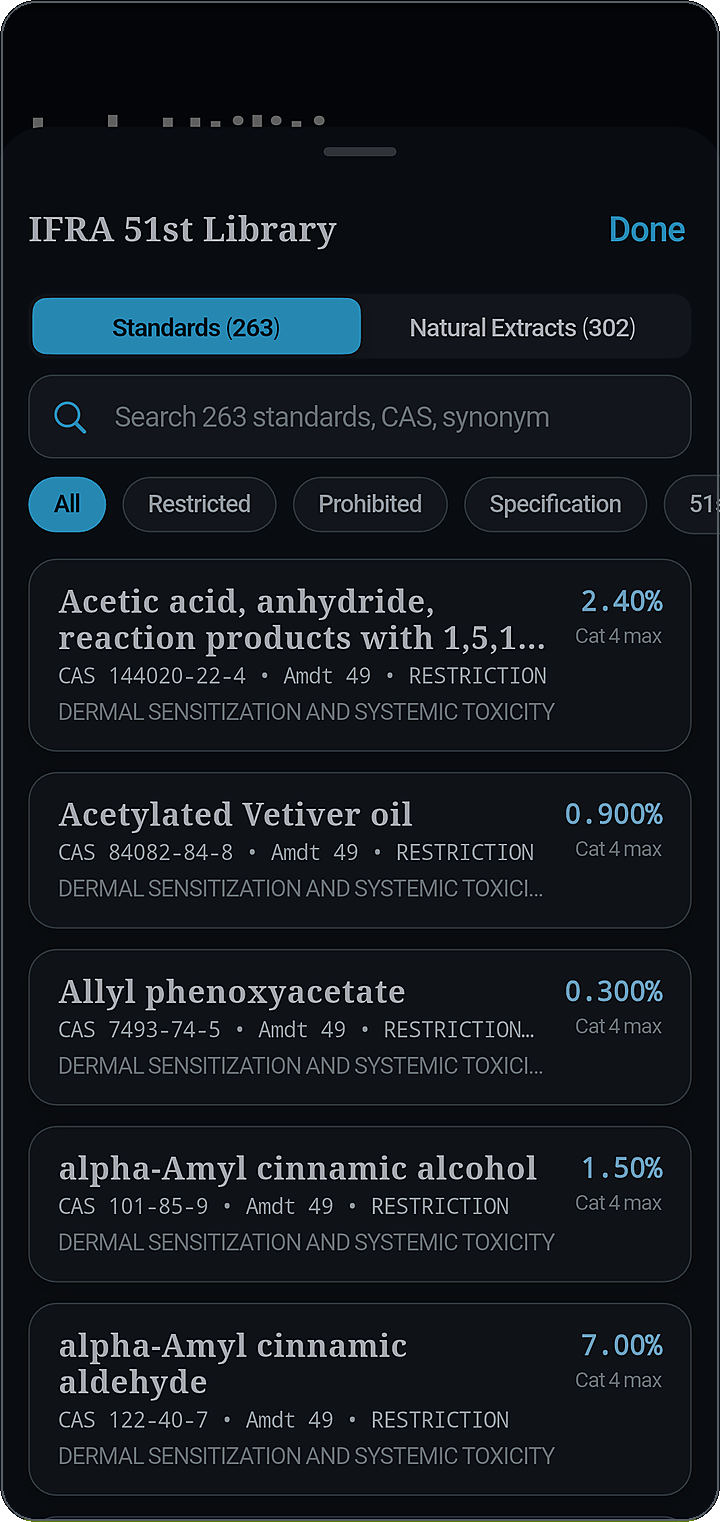 IFRA 51st Library
Done
Standards (263)
Natural Extracts (302)
Search 263 standards, CAS, synonym
All
Restricted
Prohibited
Specification
Acetic acid, anhydride,
reaction products with 1,5,1...
2.40%
Cat 4 max
CAS 144020-22-4 • Amdt 49 • RESTRICTION
DERMAL SENSITIZATION AND SYSTEMIC TOXICITY
Acetylated Vetiver oil
0.900%
CAS 84082-84-8 • Amdt 49 • RESTRICTION
Cat 4 max
DERMAL SENSITIZATION AND SYSTEMIC TOXICI...
Allyl phenoxyacetate
0.300%
CAS 7493-74-5 • Amdt 49 • RESTRICTION...
Cat 4 max
DERMAL SENSITIZATION AND SYSTEMIC TOXICI...
alpha-Amyl cinnamic alcohol
1.50%
CAS 101-85-9 • Amdt 49 • RESTRICTION
Cat 4 max
DERMAL SENSITIZATION AND SYSTEMIC TOXICITY
alpha-Amyl cinnamic
aldehyde
7.00%
Cat 4 max
CAS 122-40-7 • Amdt 49 • RESTRICTION
DERMAL SENSITIZATION AND SYSTEMIC TOXICITY